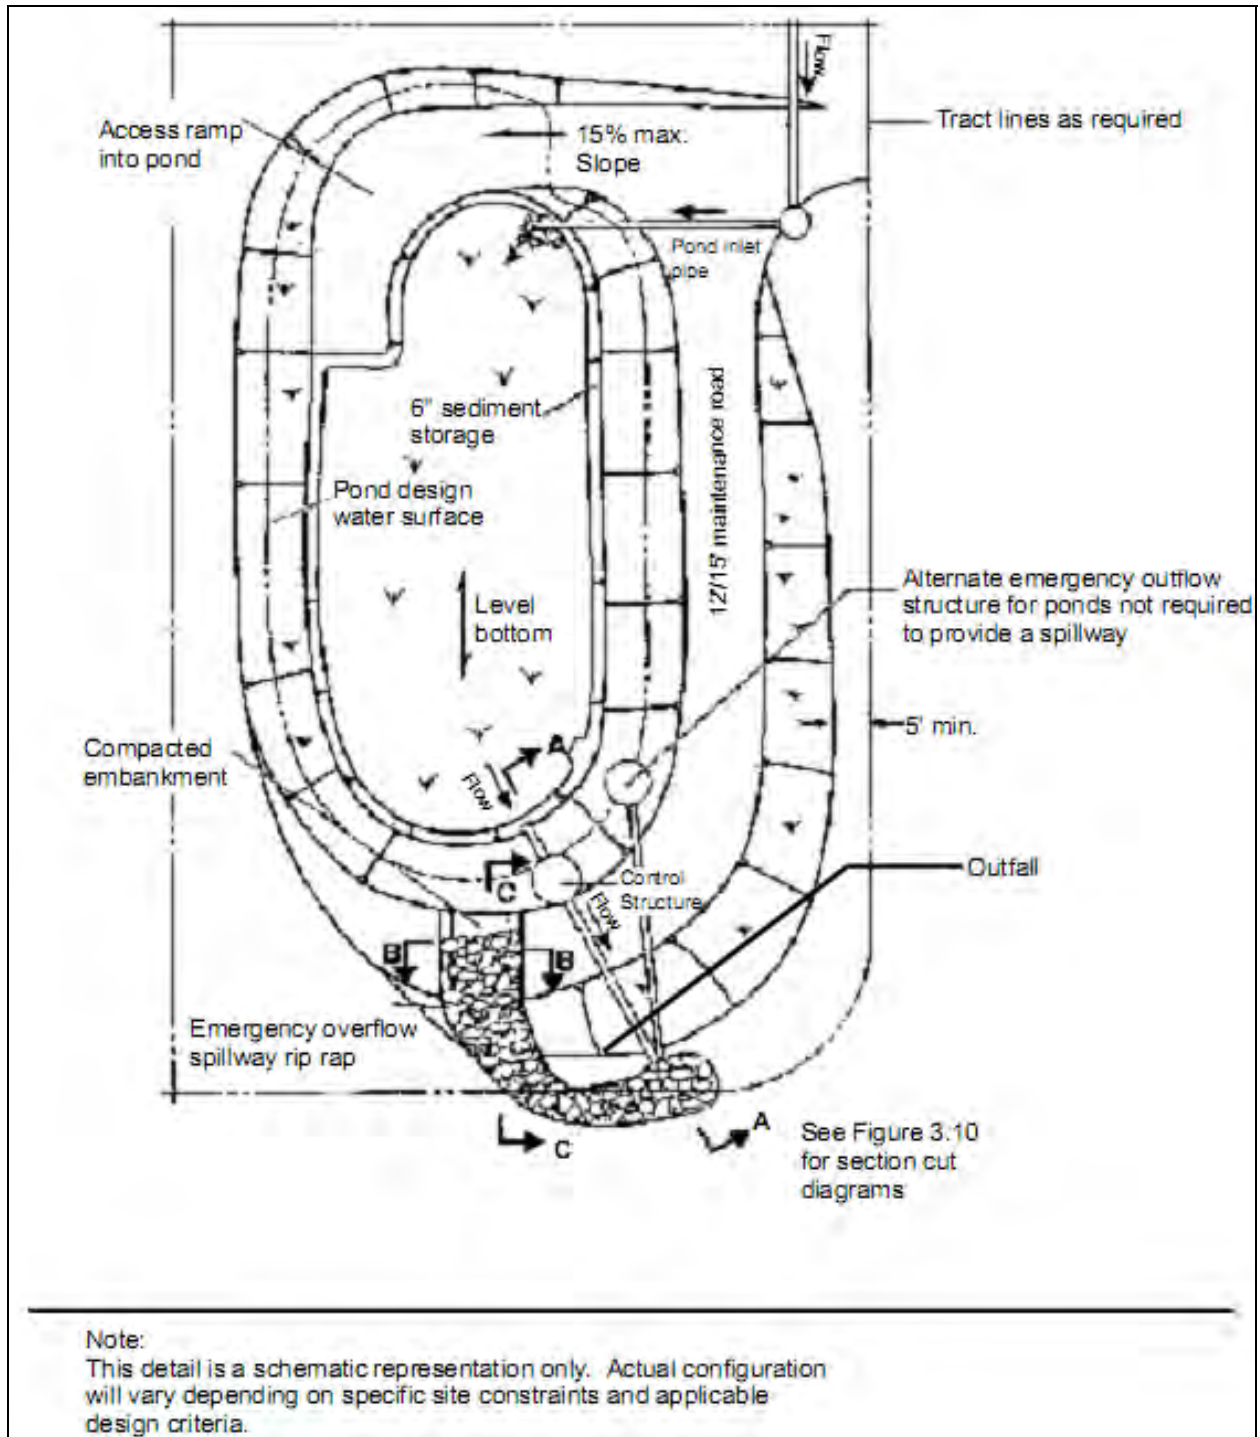 Flow
Access ramp
into pond
15% max.
Slope
Tract lines as required
Pond inlet
pipe
6" sediment
storage
12'/15' maintenance road
Pond design
water surface
Level
bottom
Alternate emergency outflow
structure for ponds not required
to provide a spillway
5' min.
Compacted
embankment
A
Flow
Outfall
C
Control
Structure
Flow
B
B
Emergency overflow
spillway rip rap
C
A
See Figure 3.10
for section cut
diagrams
Note:
This detail is a schematic representation only. Actual configuration
will vary depending on specific site constraints and applicable
design criteria.